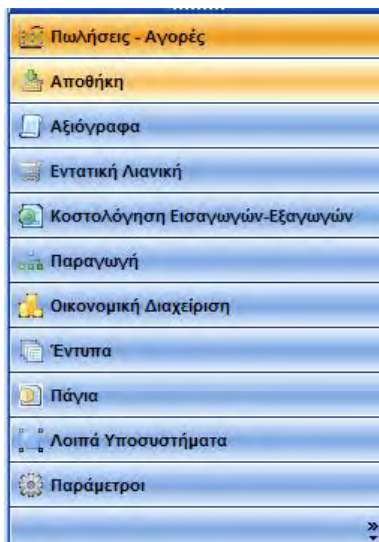 Πωλήσεις - Αγορές
Αποθήκη
Αξιόγραφα
Εντατική Λιανική
Κοστολόγηση Εισαγωγών-Εξαγωγών
Παραγωγή
Οικονομική Διαχείριση
Έντυπα
Πάγια
Λοιπά Υποσυστήματα
Παράμετροι